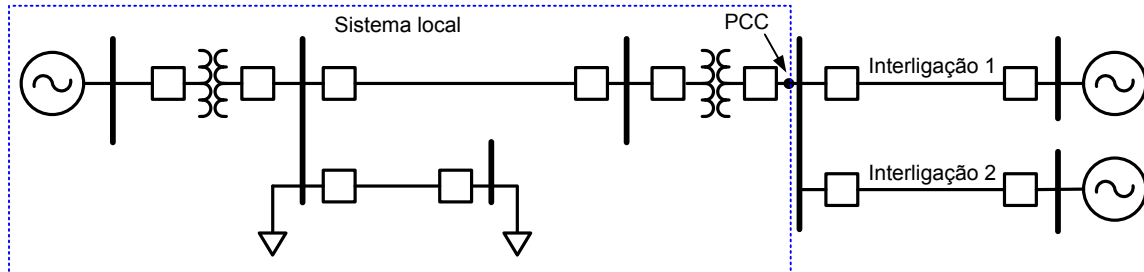 Sistema local
PCC
Interligação 1
Interligação 2